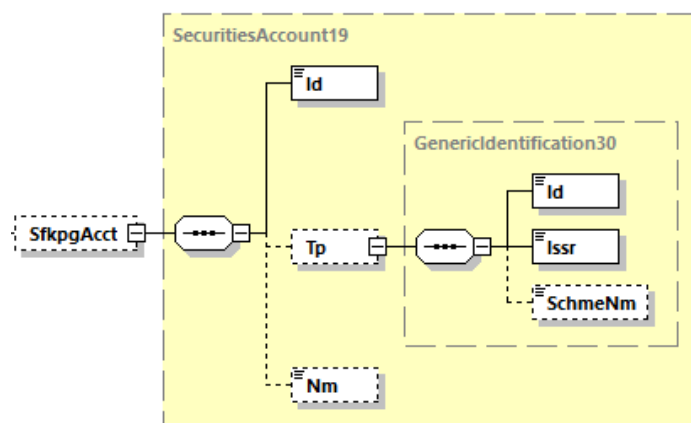 SecuritiesAccount19
Id
GenericIdentification30
Id
SfkpgAcct
Tp
Issr
SchmeNm
Nm